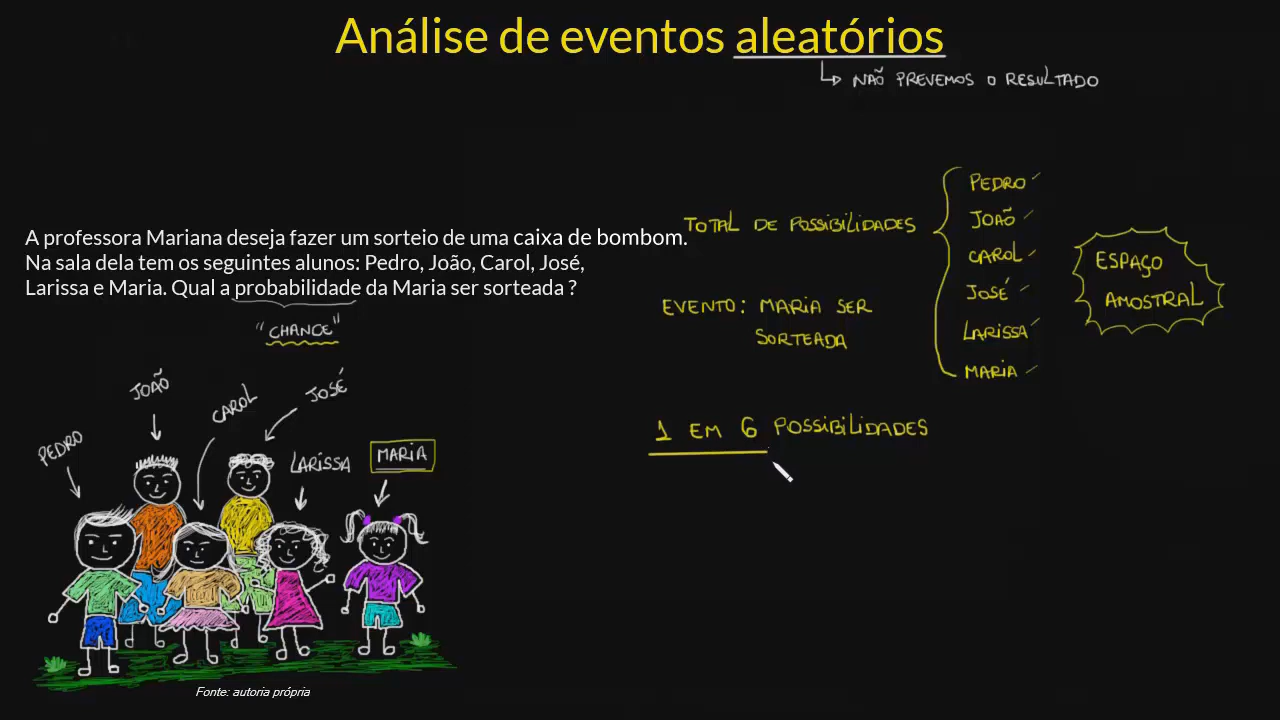 Análise de eventos aleatórios
NÃO PREVEMOS O RESULTADO
A professora Mariana deseja fazer um sorteio de uma caixa de bombom.
Na sala dela tem os seguintes alunos: Pedro, João, Carol, José,
Larissa e Maria. Qual a probabilidade da Maria ser sorteada ?
"CHANCE"
TOTAL DE POSSIBILIDADES
PEDRO
JOÃO
CAROL
JOSÉ
LARISSA
MARIA
ESPAÇO
AMOSTRAL
EVENTO: MARIA SER
SORTEADA
1 EM 6 POSSIBILIDADES
PEDRO
JOÃO
CAROL
JOSÉ
LARISSA
MARIA
Fonte: autoria própria